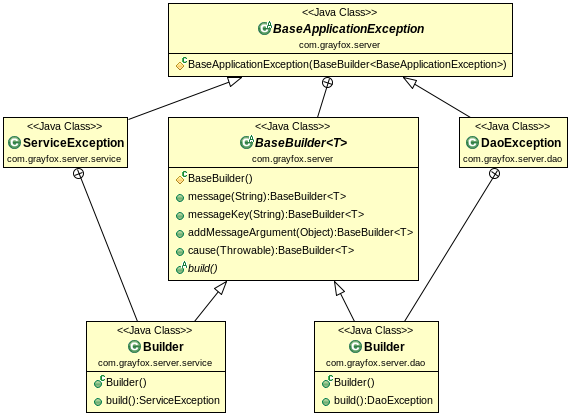 <<Java Class>>
BaseApplicationException
com.grayfox.server
BaseApplicationException(BaseBuilder<BaseApplicationException>)
<<Java Class>>
ServiceException
com.grayfox.server.service
<<Java Class>>
BaseBuilder<T>
com.grayfox.server
BaseBuilder()
message(String):BaseBuilder<T>
messageKey(String):BaseBuilder<T>
addMessageArgument(Object):BaseBuilder<T>
cause(Throwable):BaseBuilder<T>
build()
<<Java Class>>
DaoException
com.grayfox.server.dao
<<Java Class>>
Builder
com.grayfox.server.service
Builder()
build():ServiceException
<<Java Class>>
Builder
com.grayfox.server.dao
Builder()
build():DaoException